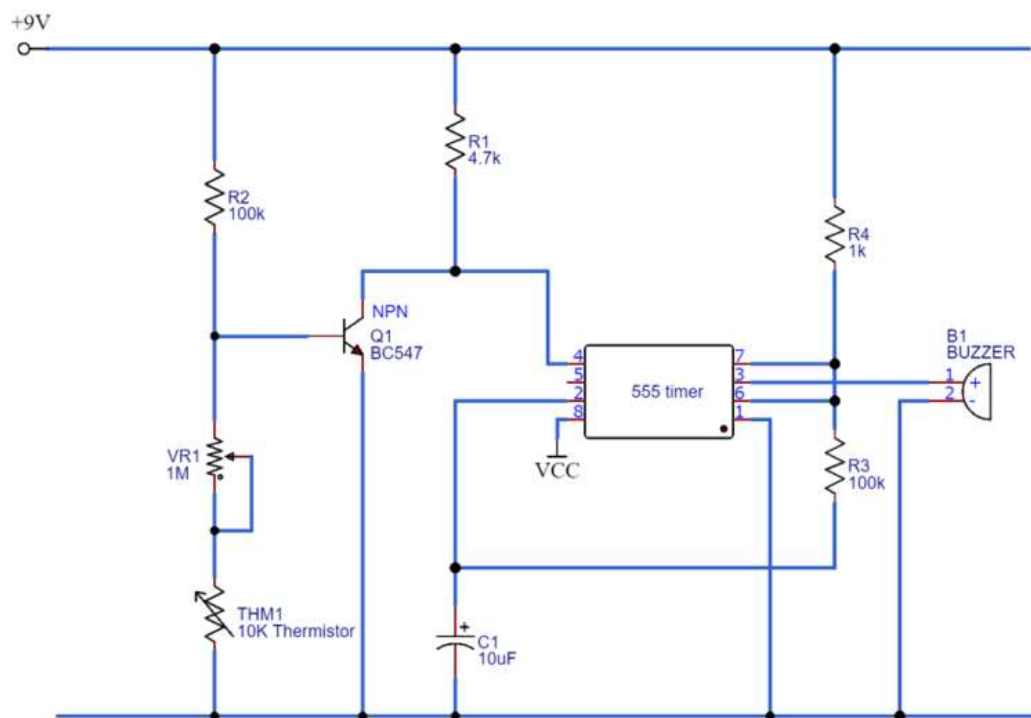 +9V
R1
4.7k
R2
100k
R4
1k
NPN
Q1
BC547
B1
BUZZER
4
5
2
8
555 timer
7
3
6
1
1
2
+
-
VCC
VR1
1M
R3
100k
THM1
10K Thermistor
+
C1
10uF